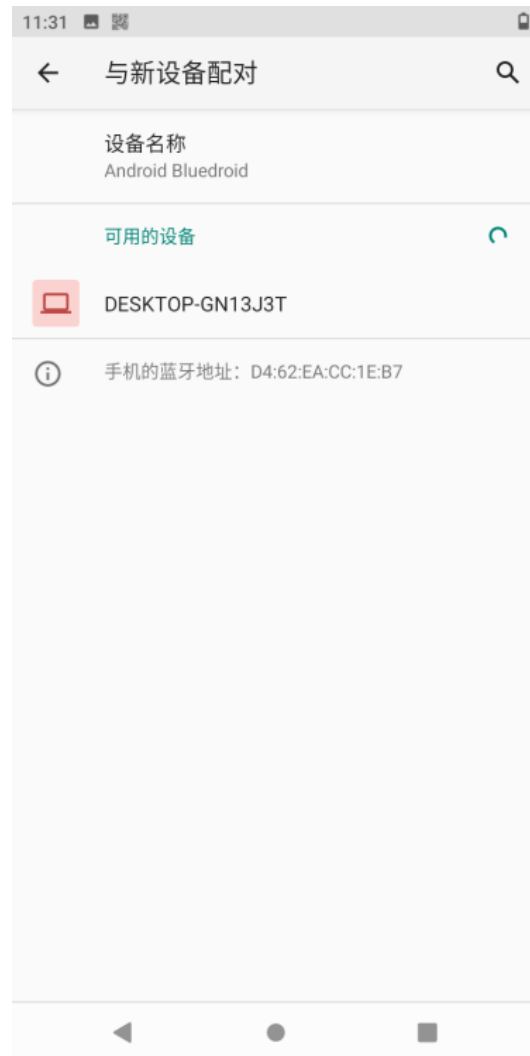 11:31
与新设备配对
设备名称
Android Bluedroid
可用的设备
DESKTOP-GN13J3T
手机的蓝牙地址：D4:62:EA:CC:1E:B7